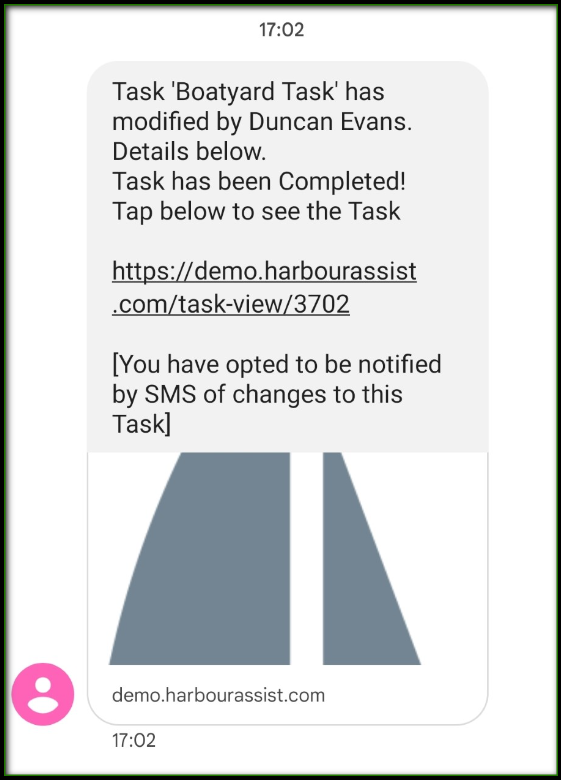 17:02
Task 'Boatyard Task' has
modified by Duncan Evans.
Details below.
Task has been Completed!
Tap below to see the Task
https://demo.harbourassist
.com/task-view/3702
[You have opted to be notified
by SMS of changes to this
Task]
demo.harbourassist.com
17:02